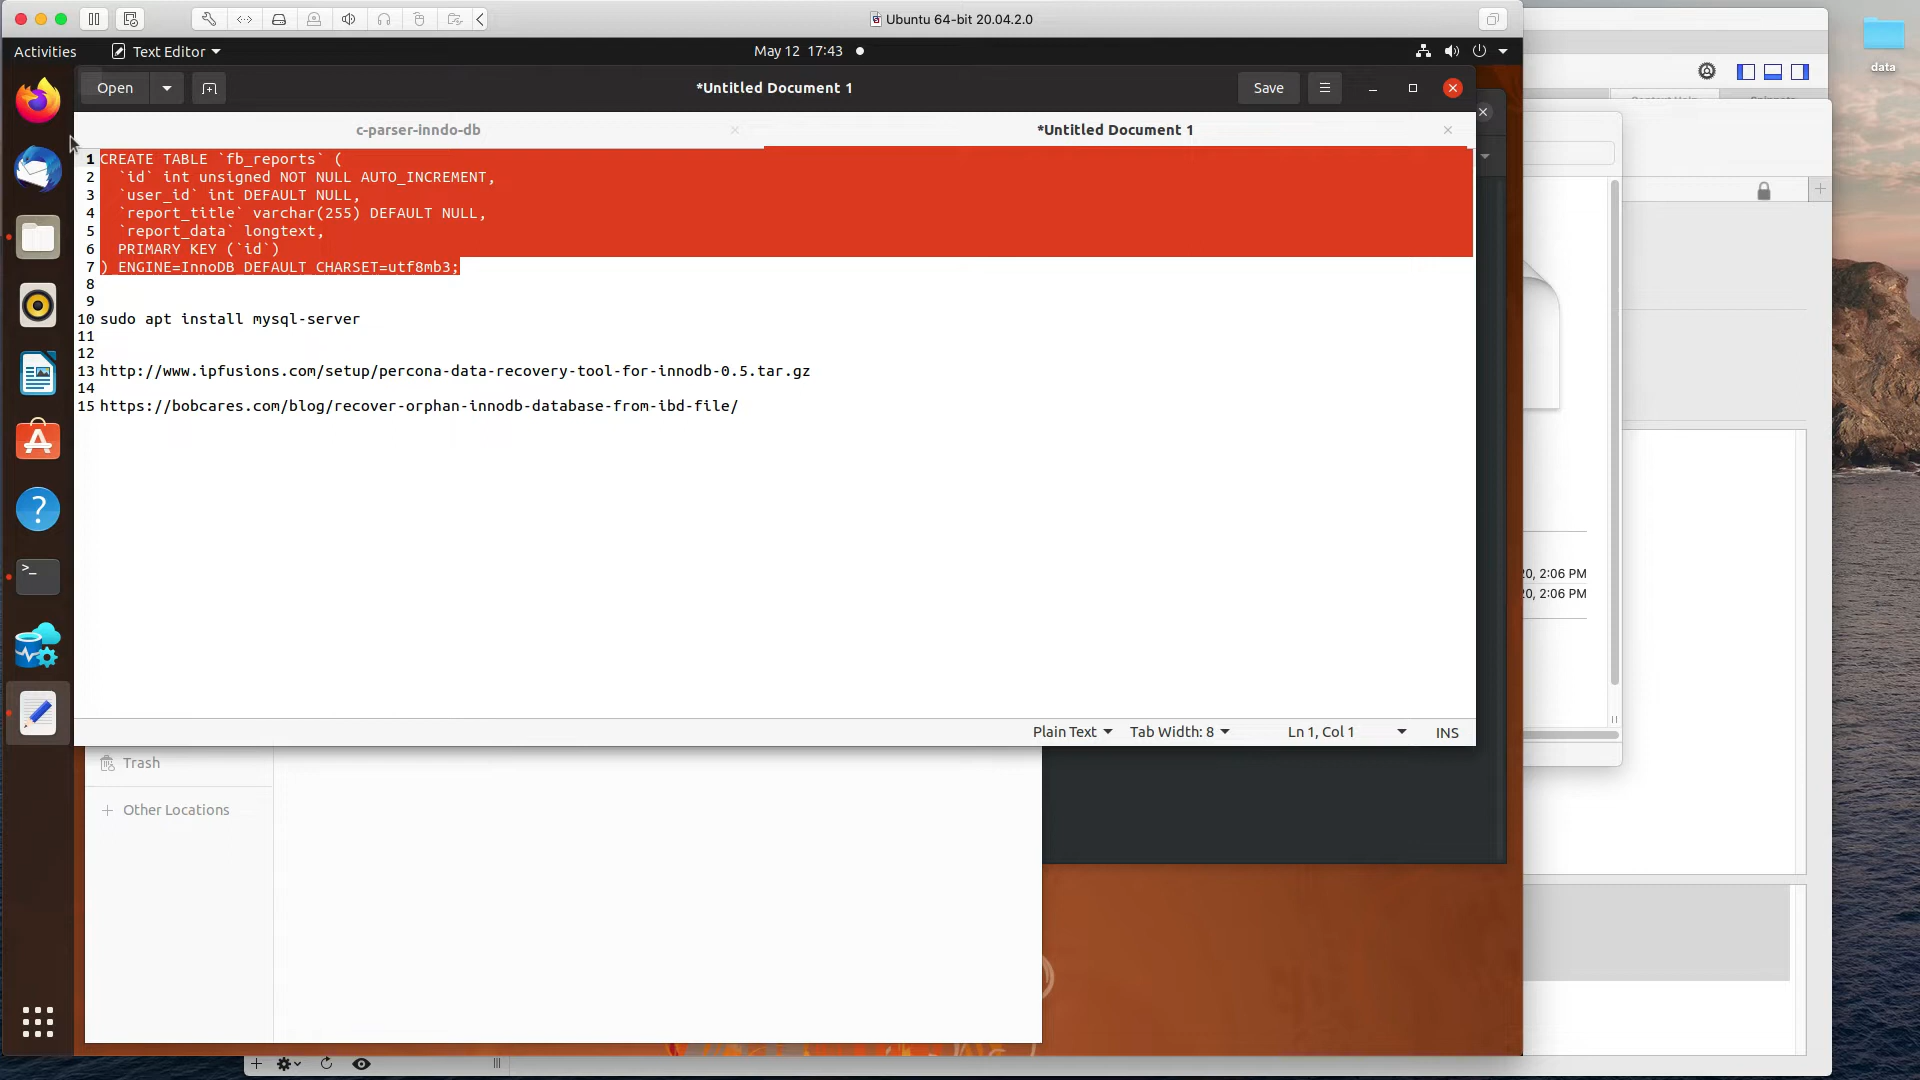 Ubuntu 64-bit 20.04.2.0
Activities
Text Editor
May 12 17:43
data
Open
*Untitled Document 1
Save
c-parser-inndo-db
*Untitled Document 1
1 CREATE TABLE `fb_reports` (
2 `id` int unsigned NOT NULL AUTO_INCREMENT,
3 `user_id` int DEFAULT NULL,
4 `report_title` varchar(255) DEFAULT NULL,
5 `report_data` longtext,
6 PRIMARY KEY (`id`)
7 ) ENGINE=InnoDB DEFAULT CHARSET=utf8mb3;
8
9
10 sudo apt install mysql-server
11
12
13 http://www.ipfusions.com/setup/percona-data-recovery-tool-for-innodb-0.5.tar.gz
14
15 https://bobcares.com/blog/recover-orphan-innodb-database-from-ibd-file/
20, 2:06 PM
20, 2:06 PM
Plain Text
Tab Width: 8
Ln 1, Col 1
INS
Trash
+ Other Locations